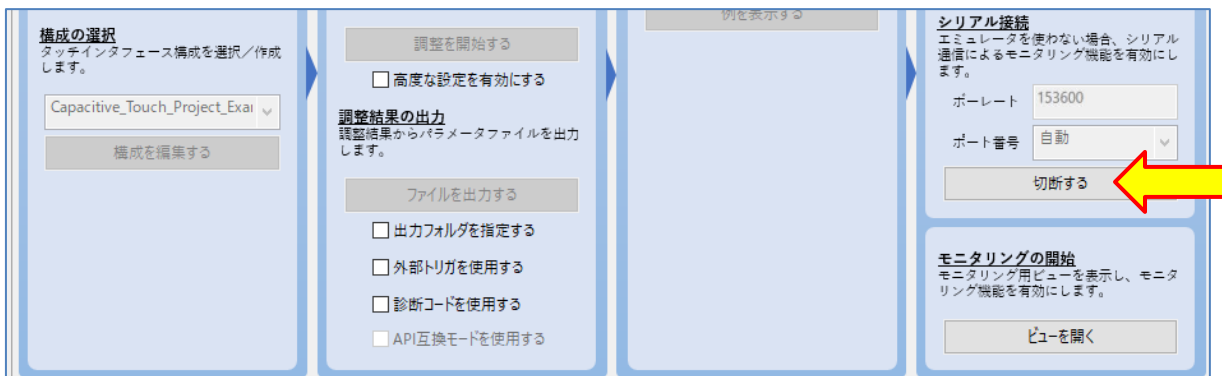 構成の選択
タッチインタフェース構成を選択／作成
します。
Capacitive_Touch_Project_Exar
構成を編集する
調整を開始する
高度な設定を有効にする
調整結果の出力
調整結果からパラメータファイルを出力
します。
ファイルを出力する
出力フォルダを指定する
外部トリガを使用する
診断コードを使用する
API互換モードを使用する
例を表示する
シリアル接続
エミュレータを使わない場合、シリアル
通信によるモニタリング機能を有効にし
ます。
ボーレート 153600
ポート番号 自動
切断する
モニタリングの開始
モニタリング用ビューを表示し、モニタ
リング機能を有効にします。
ビューを開く